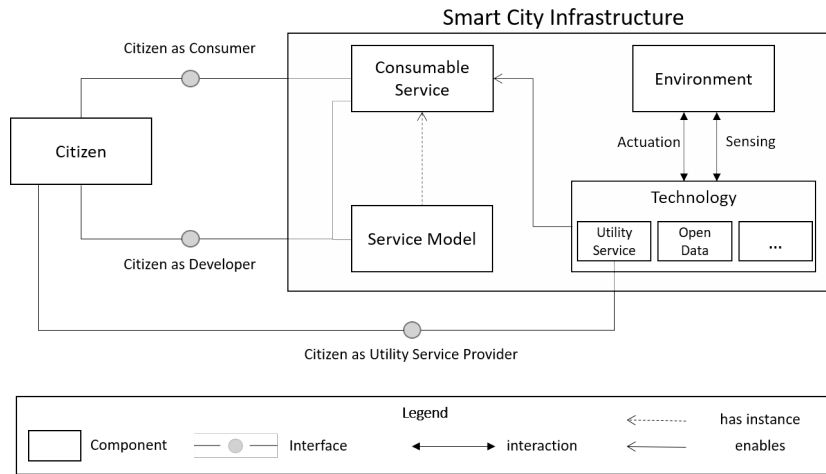 Smart City Infrastructure
Citizen as Consumer
Consumable
Service
Environment
Citizen
Actuation
Sensing
Technology
Service Model
Utility
Service
Open
Data
...
Citizen as Developer
Citizen as Utility Service Provider
Legend
has instance
Component
Interface
interaction
enables